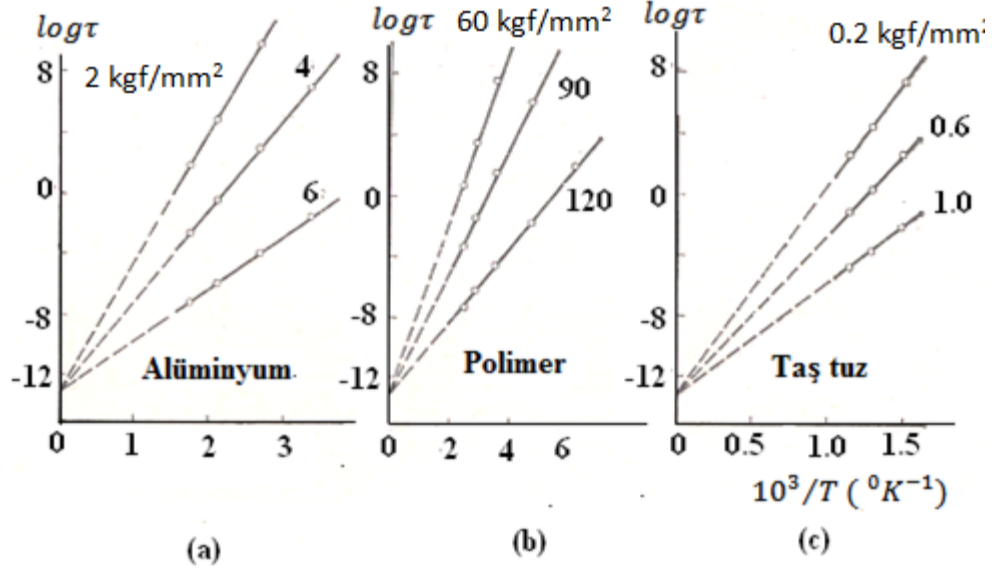 logτ
2 kgf/mm²
4
6
8
0
-8
-12
Alüminyum
0 1 2 3
(a)
logτ
60 kgf/mm²
90
120
8
0
-8
-12
Polimer
0 2 4 6
(b)
logτ
0.2 kgf/mm²
0.6
1.0
8
0
-8
-12
Taş tuz
0 0.5 1.0 1.5
10³/T ( ⁰K⁻¹)
(c)